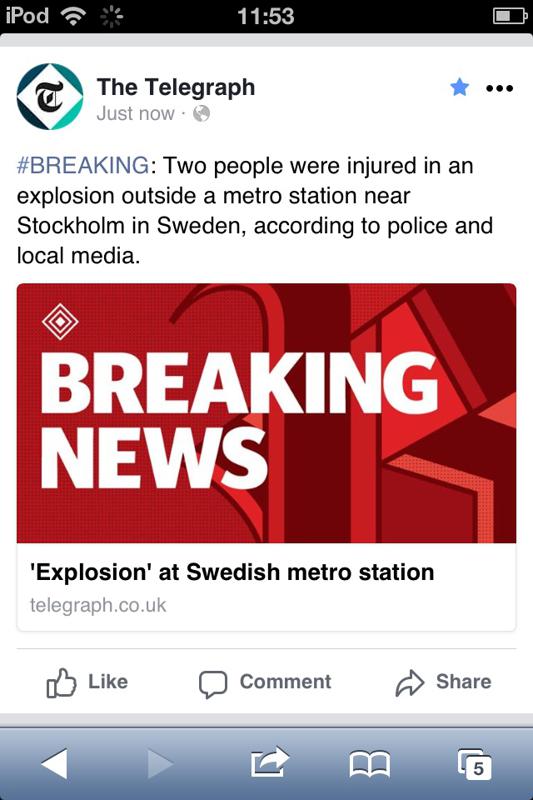 iPod 11:53
The Telegraph
Just now ·
#BREAKING: Two people were injured in an
explosion outside a metro station near
Stockholm in Sweden, according to police and
local media.
BREAKING
NEWS
'Explosion' at Swedish metro station
telegraph.co.uk
Like Comment Share
5